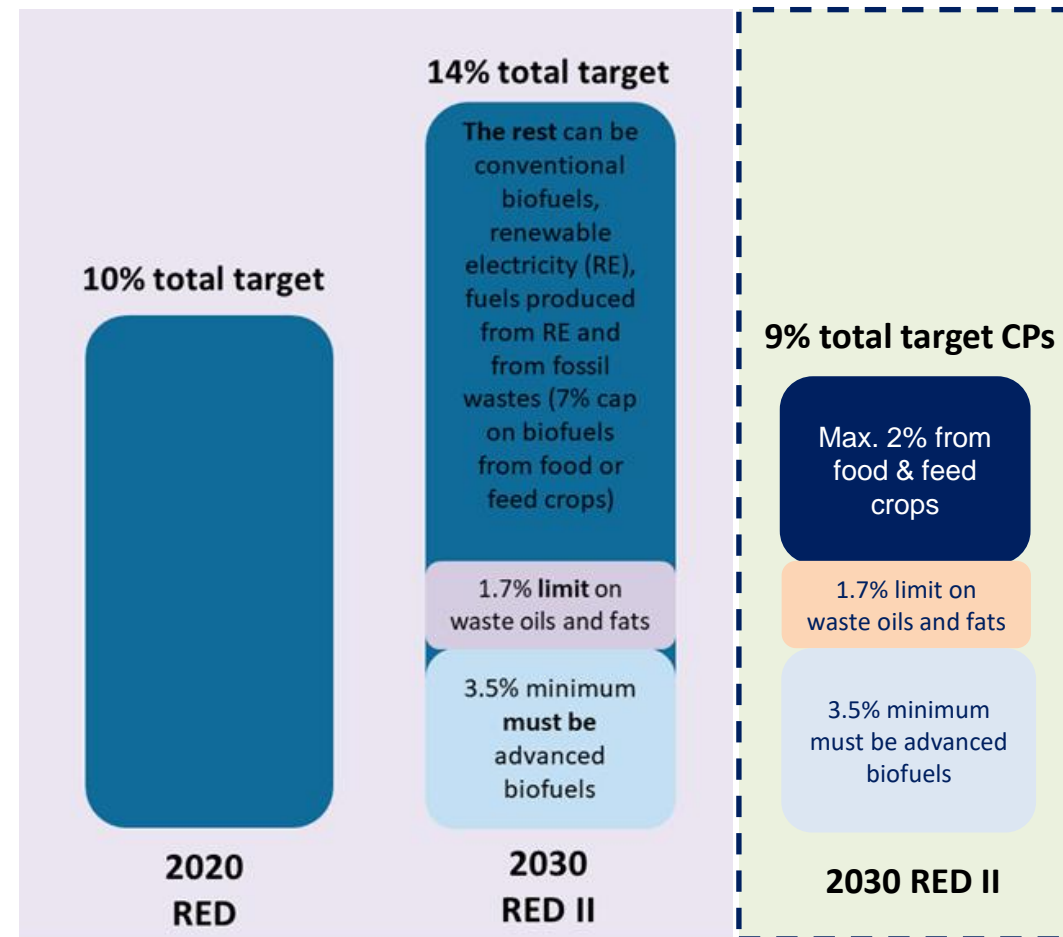 10% total target
2020
RED
14% total target
The rest can be
conventional
biofuels,
renewable
electricity (RE),
fuels produced
from RE and
from fossil
wastes (7% cap
on biofuels
from food or
feed crops)
1.7% limit on
waste oils and fats
3.5% minimum
must be
advanced
biofuels
2030
RED II
9% total target CPs
Max. 2% from
food & feed
crops
1.7% limit on
waste oils and fats
3.5% minimum
must be advanced
biofuels
2030 RED II